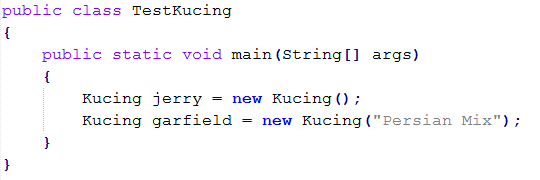 public class TestKucing
{
    public static void main(String[] args)
    {
        Kucing jerry = new Kucing();
        Kucing garfield = new Kucing("Persian Mix");
    }
}